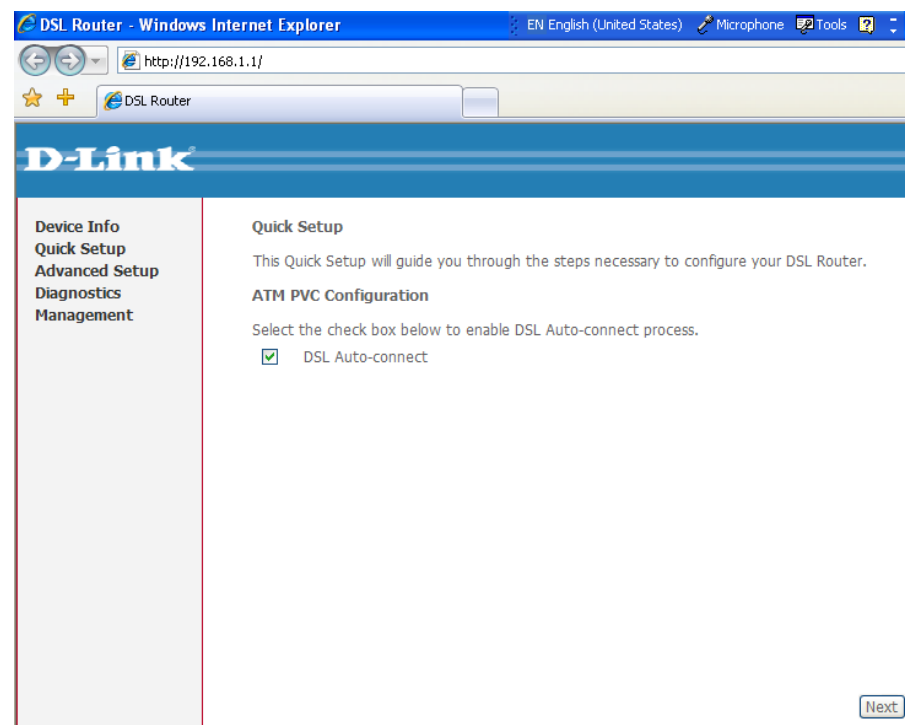 DSL Router - Windows Internet Explorer
EN English (United States) Microphone Tools
http://192.168.1.1/
DSL Router
D-Link
Device Info
Quick Setup
Advanced Setup
Diagnostics
Management
Quick Setup
This Quick Setup will guide you through the steps necessary to configure your DSL Router.
ATM PVC Configuration
Select the check box below to enable DSL Auto-connect process.
DSL Auto-connect
Next